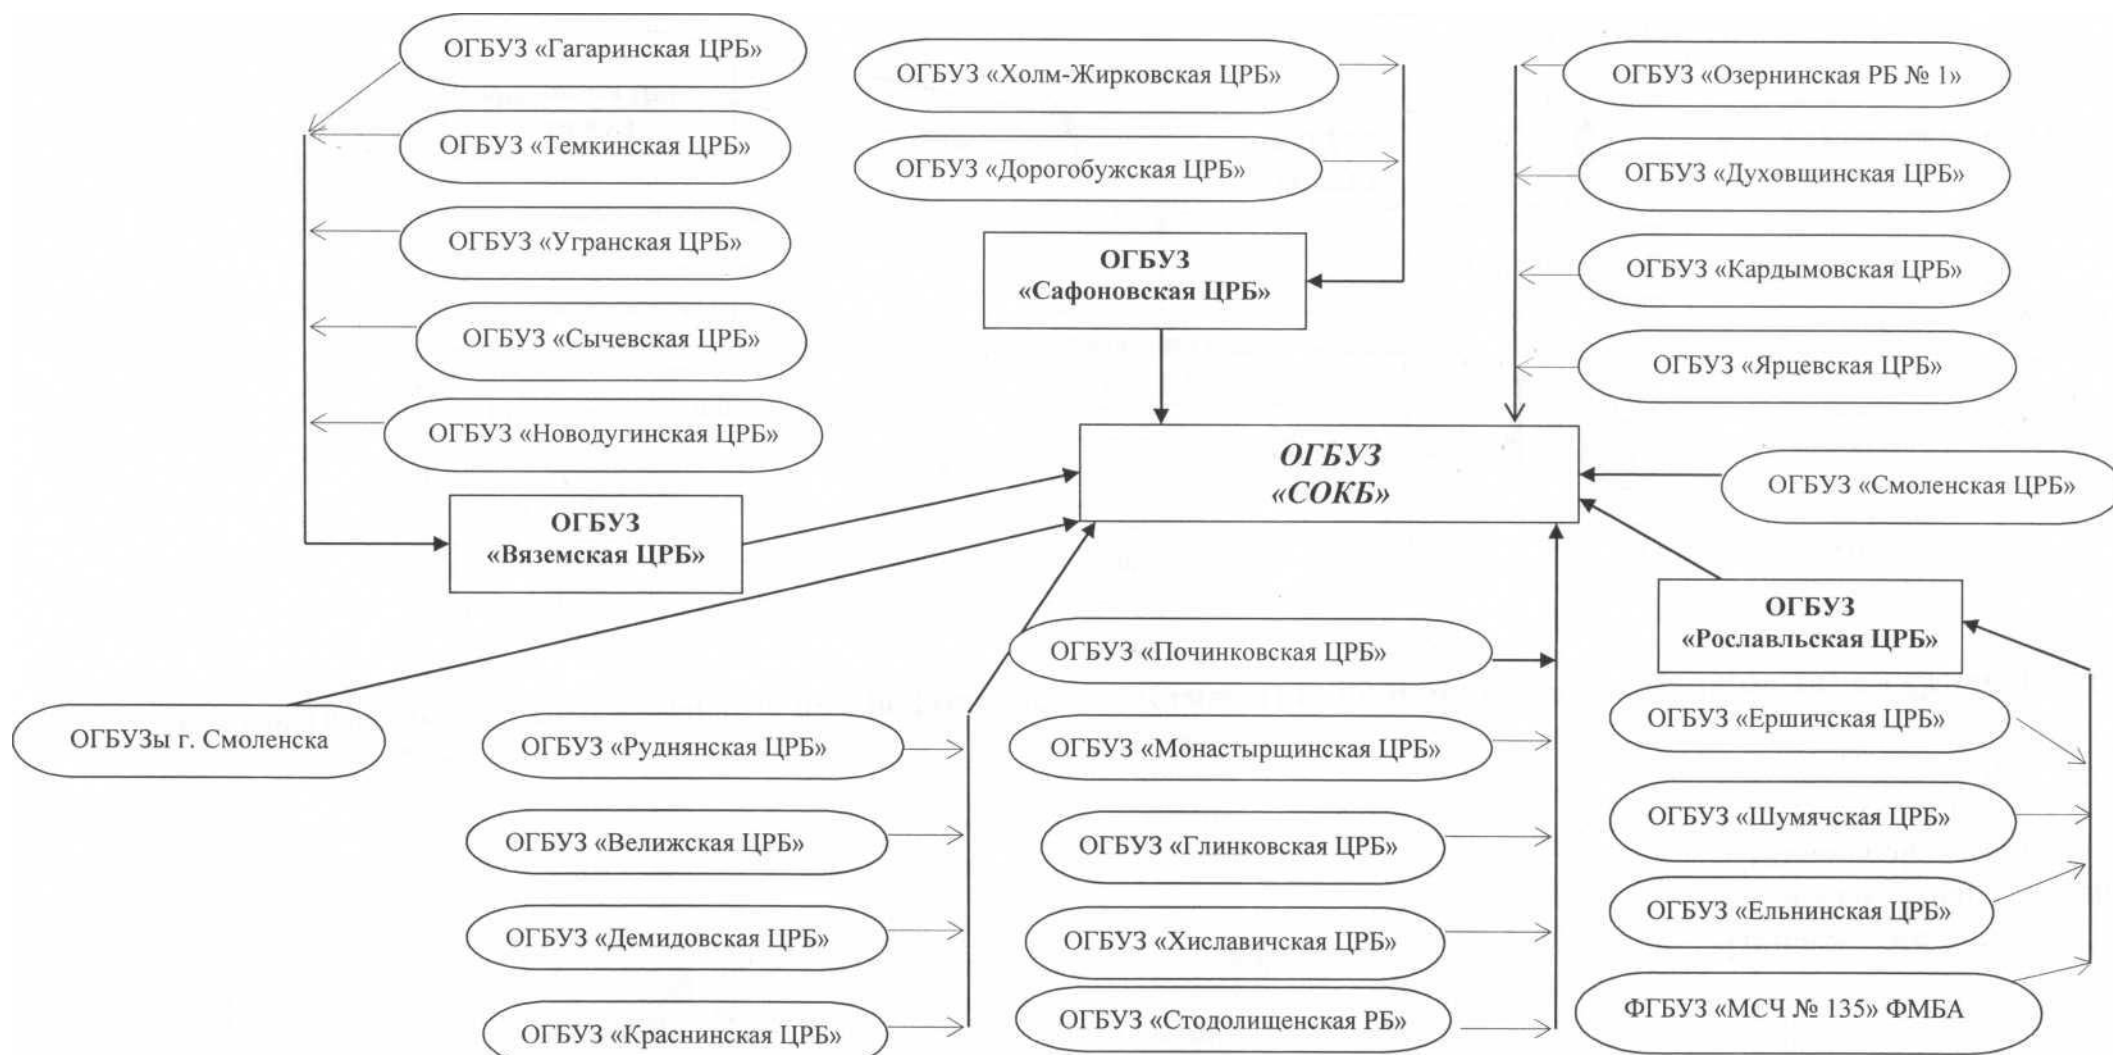 ОГБУЗ «Гагаринская ЦРБ»
ОГБУЗ «Темкинская ЦРБ»
ОГБУЗ «Угранская ЦРБ»
ОГБУЗ «Сычевская ЦРБ»
ОГБУЗ «Новодугинская ЦРБ»
ОГБУЗ
«Вяземская ЦРБ»
ОГБУЗ «Холм-Жирковская ЦРБ»
ОГБУЗ «Дорогобужская ЦРБ»
ОГБУЗ
«Сафоновская ЦРБ»
ОГБУЗ «Озернинская РБ № 1»
ОГБУЗ «Духовщинская ЦРБ»
ОГБУЗ «Кардымовская ЦРБ»
ОГБУЗ «Ярцевская ЦРБ»
ОГБУЗ
«СОКБ»
ОГБУЗ «Смоленская ЦРБ»
ОГБУЗ
«Рославльская ЦРБ»
ОГБУЗы г. Смоленска
ОГБУЗ «Руднянская ЦРБ»
ОГБУЗ «Велижская ЦРБ»
ОГБУЗ «Демидовская ЦРБ»
ОГБУЗ «Краснинская ЦРБ»
ОГБУЗ «Починковская ЦРБ»
ОГБУЗ «Монастырщинская ЦРБ»
ОГБУЗ «Глинковская ЦРБ»
ОГБУЗ «Хиславичская ЦРБ»
ОГБУЗ «Стодолищенская РБ»
ОГБУЗ «Ершичская ЦРБ»
ОГБУЗ «Шумячская ЦРБ»
ОГБУЗ «Ельнинская ЦРБ»
ФГБУЗ «МСЧ № 135» ФМБА